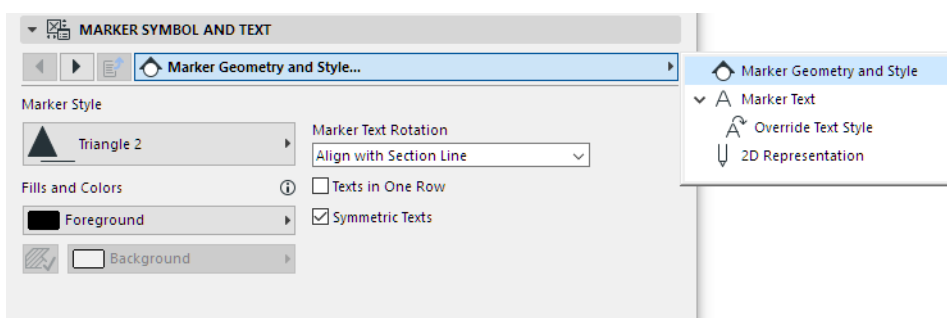 MARKER SYMBOL AND TEXT
Marker Geometry and Style...
Marker Geometry and Style
Marker Text
Override Text Style
2D Representation
Marker Style
Triangle 2
Marker Text Rotation
Align with Section Line
Fills and Colors
Texts in One Row
Foreground
Symmetric Texts
Background